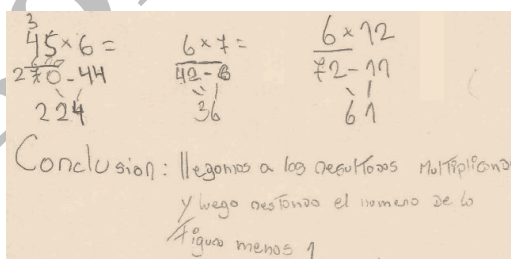 3
45×6= 6×7= 6×12
270-44 42-6 72-11
224 36 61
Conclusion: llegamos a los resultados multiplicando
y luego restando el numero de la
figura menos 1